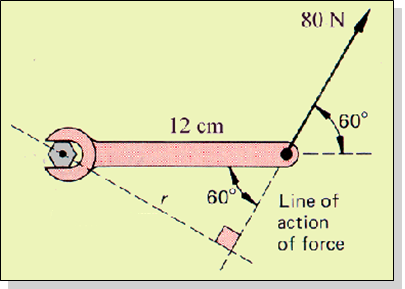 80 N
60°
12 cm
60°
r
Line of
action
of force